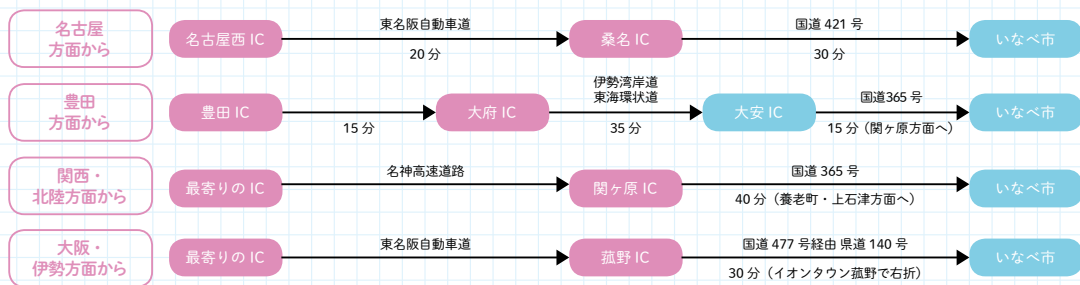 名古屋
方面から
名古屋西 IC
東名阪自動車道
20 分
桑名 IC
国道 421 号
30 分
いなべ市
豊田
方面から
豊田 IC
15 分
大府 IC
伊勢湾岸道
東海環状道
35 分
大安 IC
国道365 号
15 分（関ヶ原方面へ）
いなべ市
関西・
北陸方面から
最寄りの IC
名神高速道路
関ヶ原 IC
国道 365 号
40 分（養老町・上石津方面へ）
いなべ市
大阪・
伊勢方面から
最寄りの IC
東名阪自動車道
菰野 IC
国道 477 号経由 県道 140 号
30 分（イオンタウン菰野で右折）
いなべ市